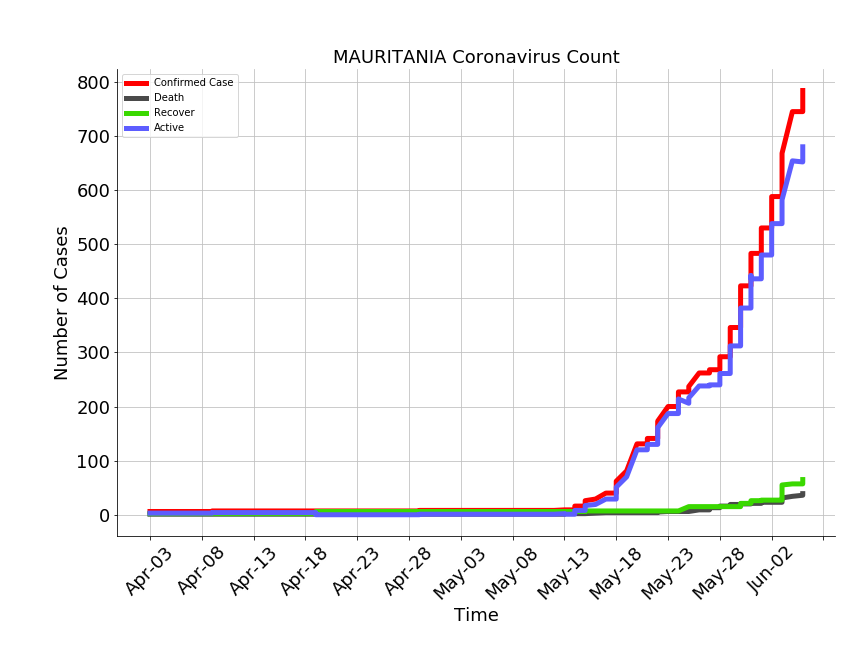 MAURITANIA Coronavirus Count
Confirmed Case
Death
Recover
Active
Number of Cases
800
700
600
500
400
300
200
100
0
Apr-03
Apr-08
Apr-13
Apr-18
Apr-23
Apr-28
May-03
May-08
May-13
May-18
May-23
May-28
Jun-02
Time